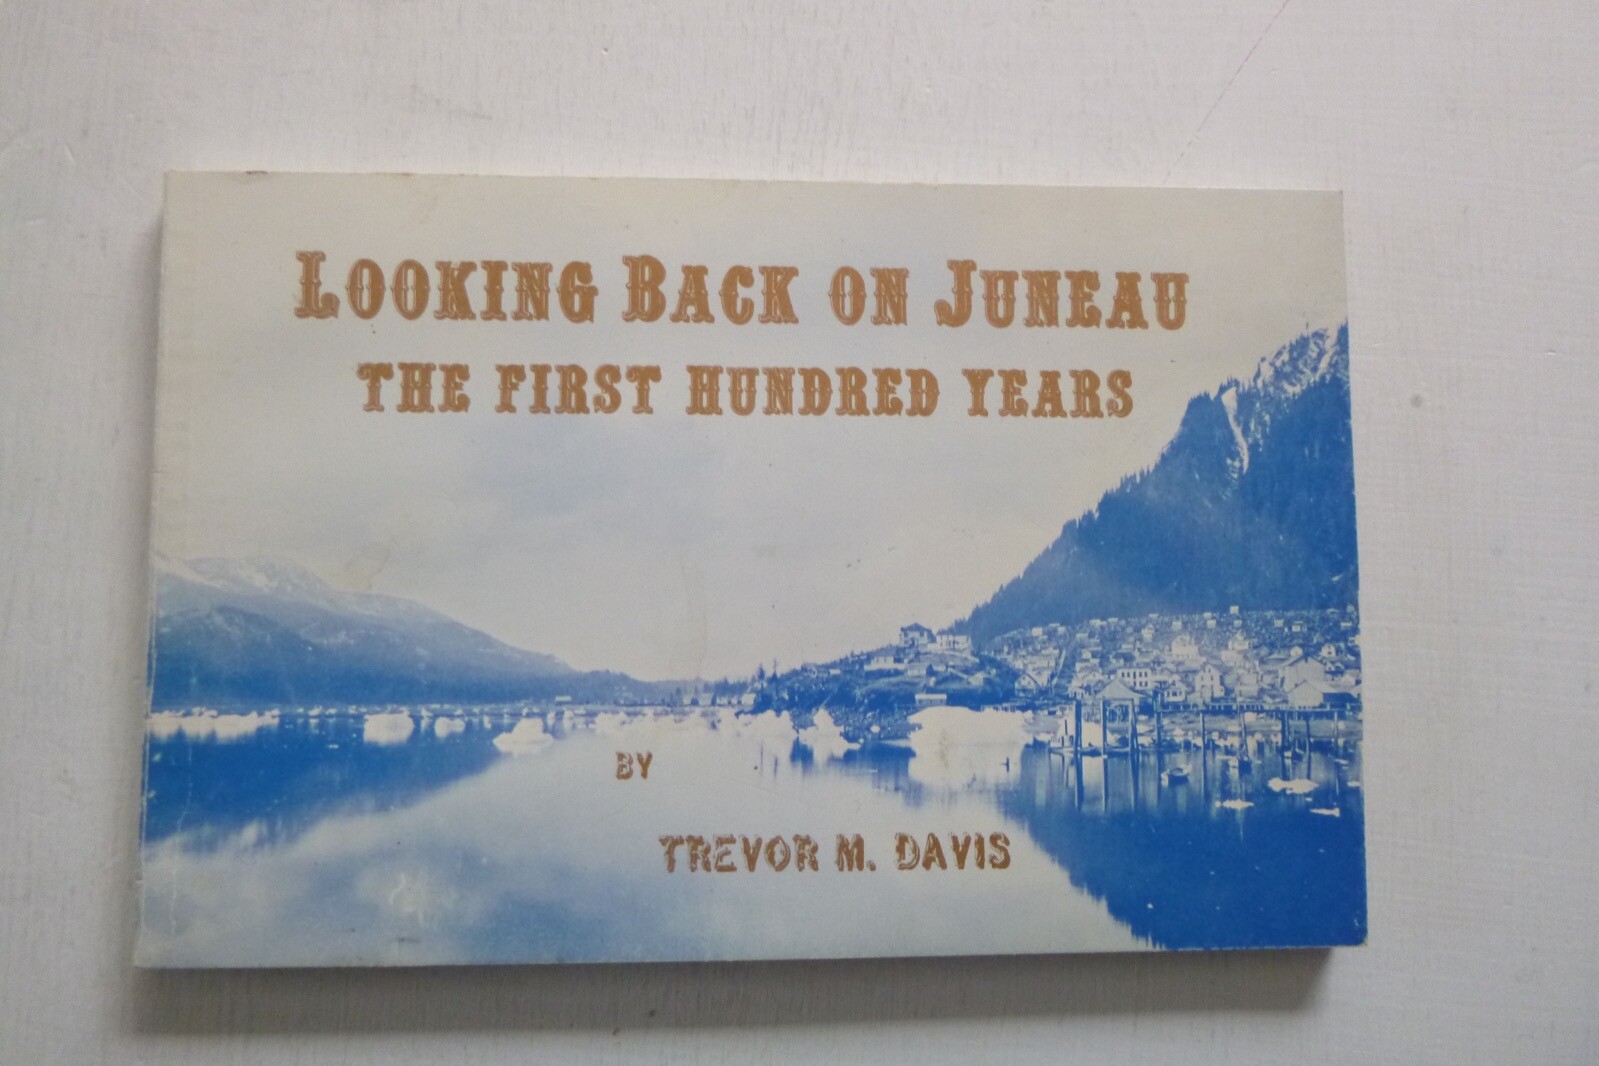 LOOKING BACK ON JUNEAU
THE FIRST HUNDRED YEARS
BY
TREVOR M. DAVIS